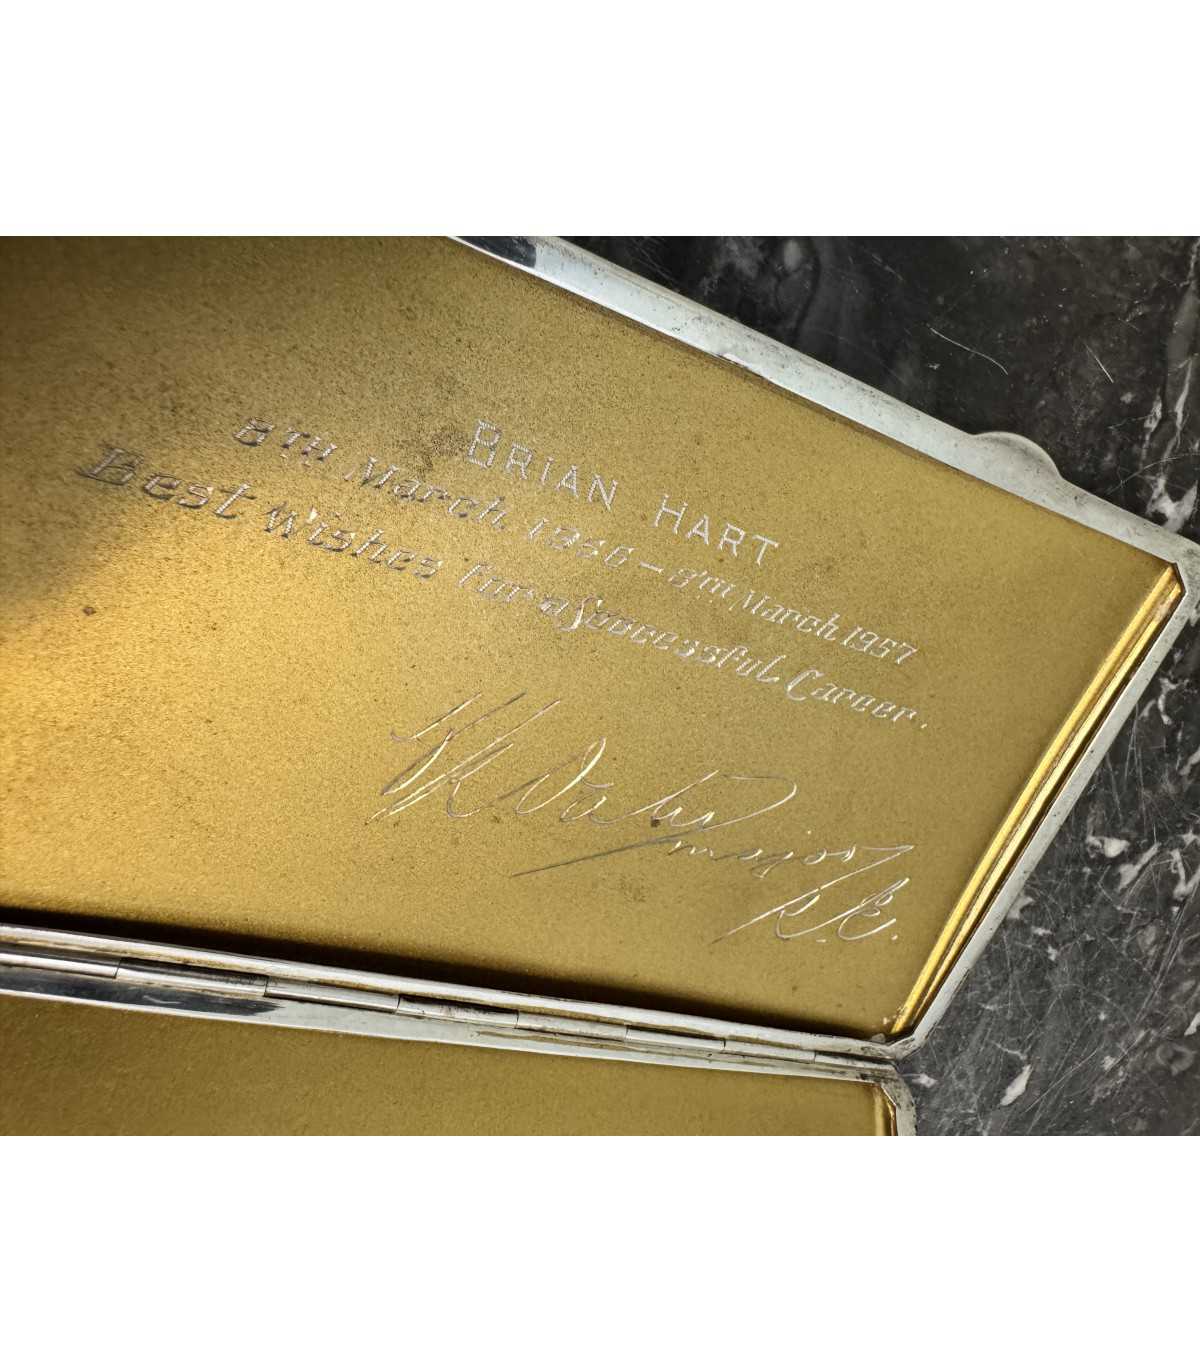 BRIAN HART
8TH March 1956 - 8TH March 1957
Best wishes for a Successful Career.
major
R.E.